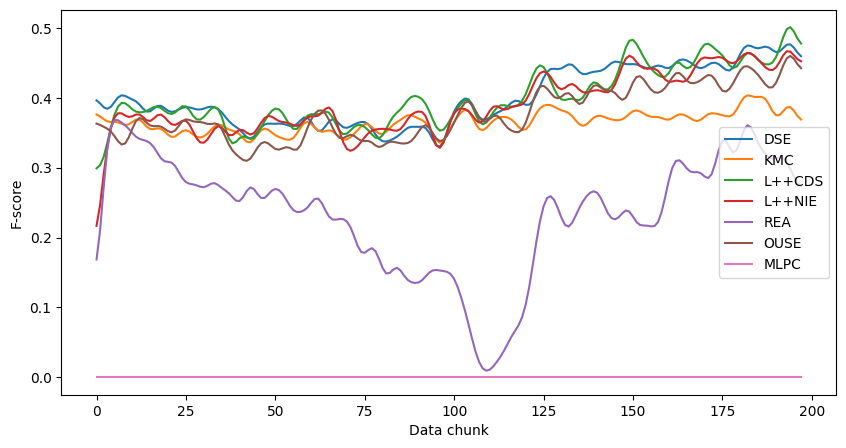 0.5
0.4
0.3
0.2
0.1
0.0
F-score
0 25 50 75 100 125 150 175 200
Data chunk
DSE
KMC
L++CDS
L++NIE
REA
OUSE
MLPC